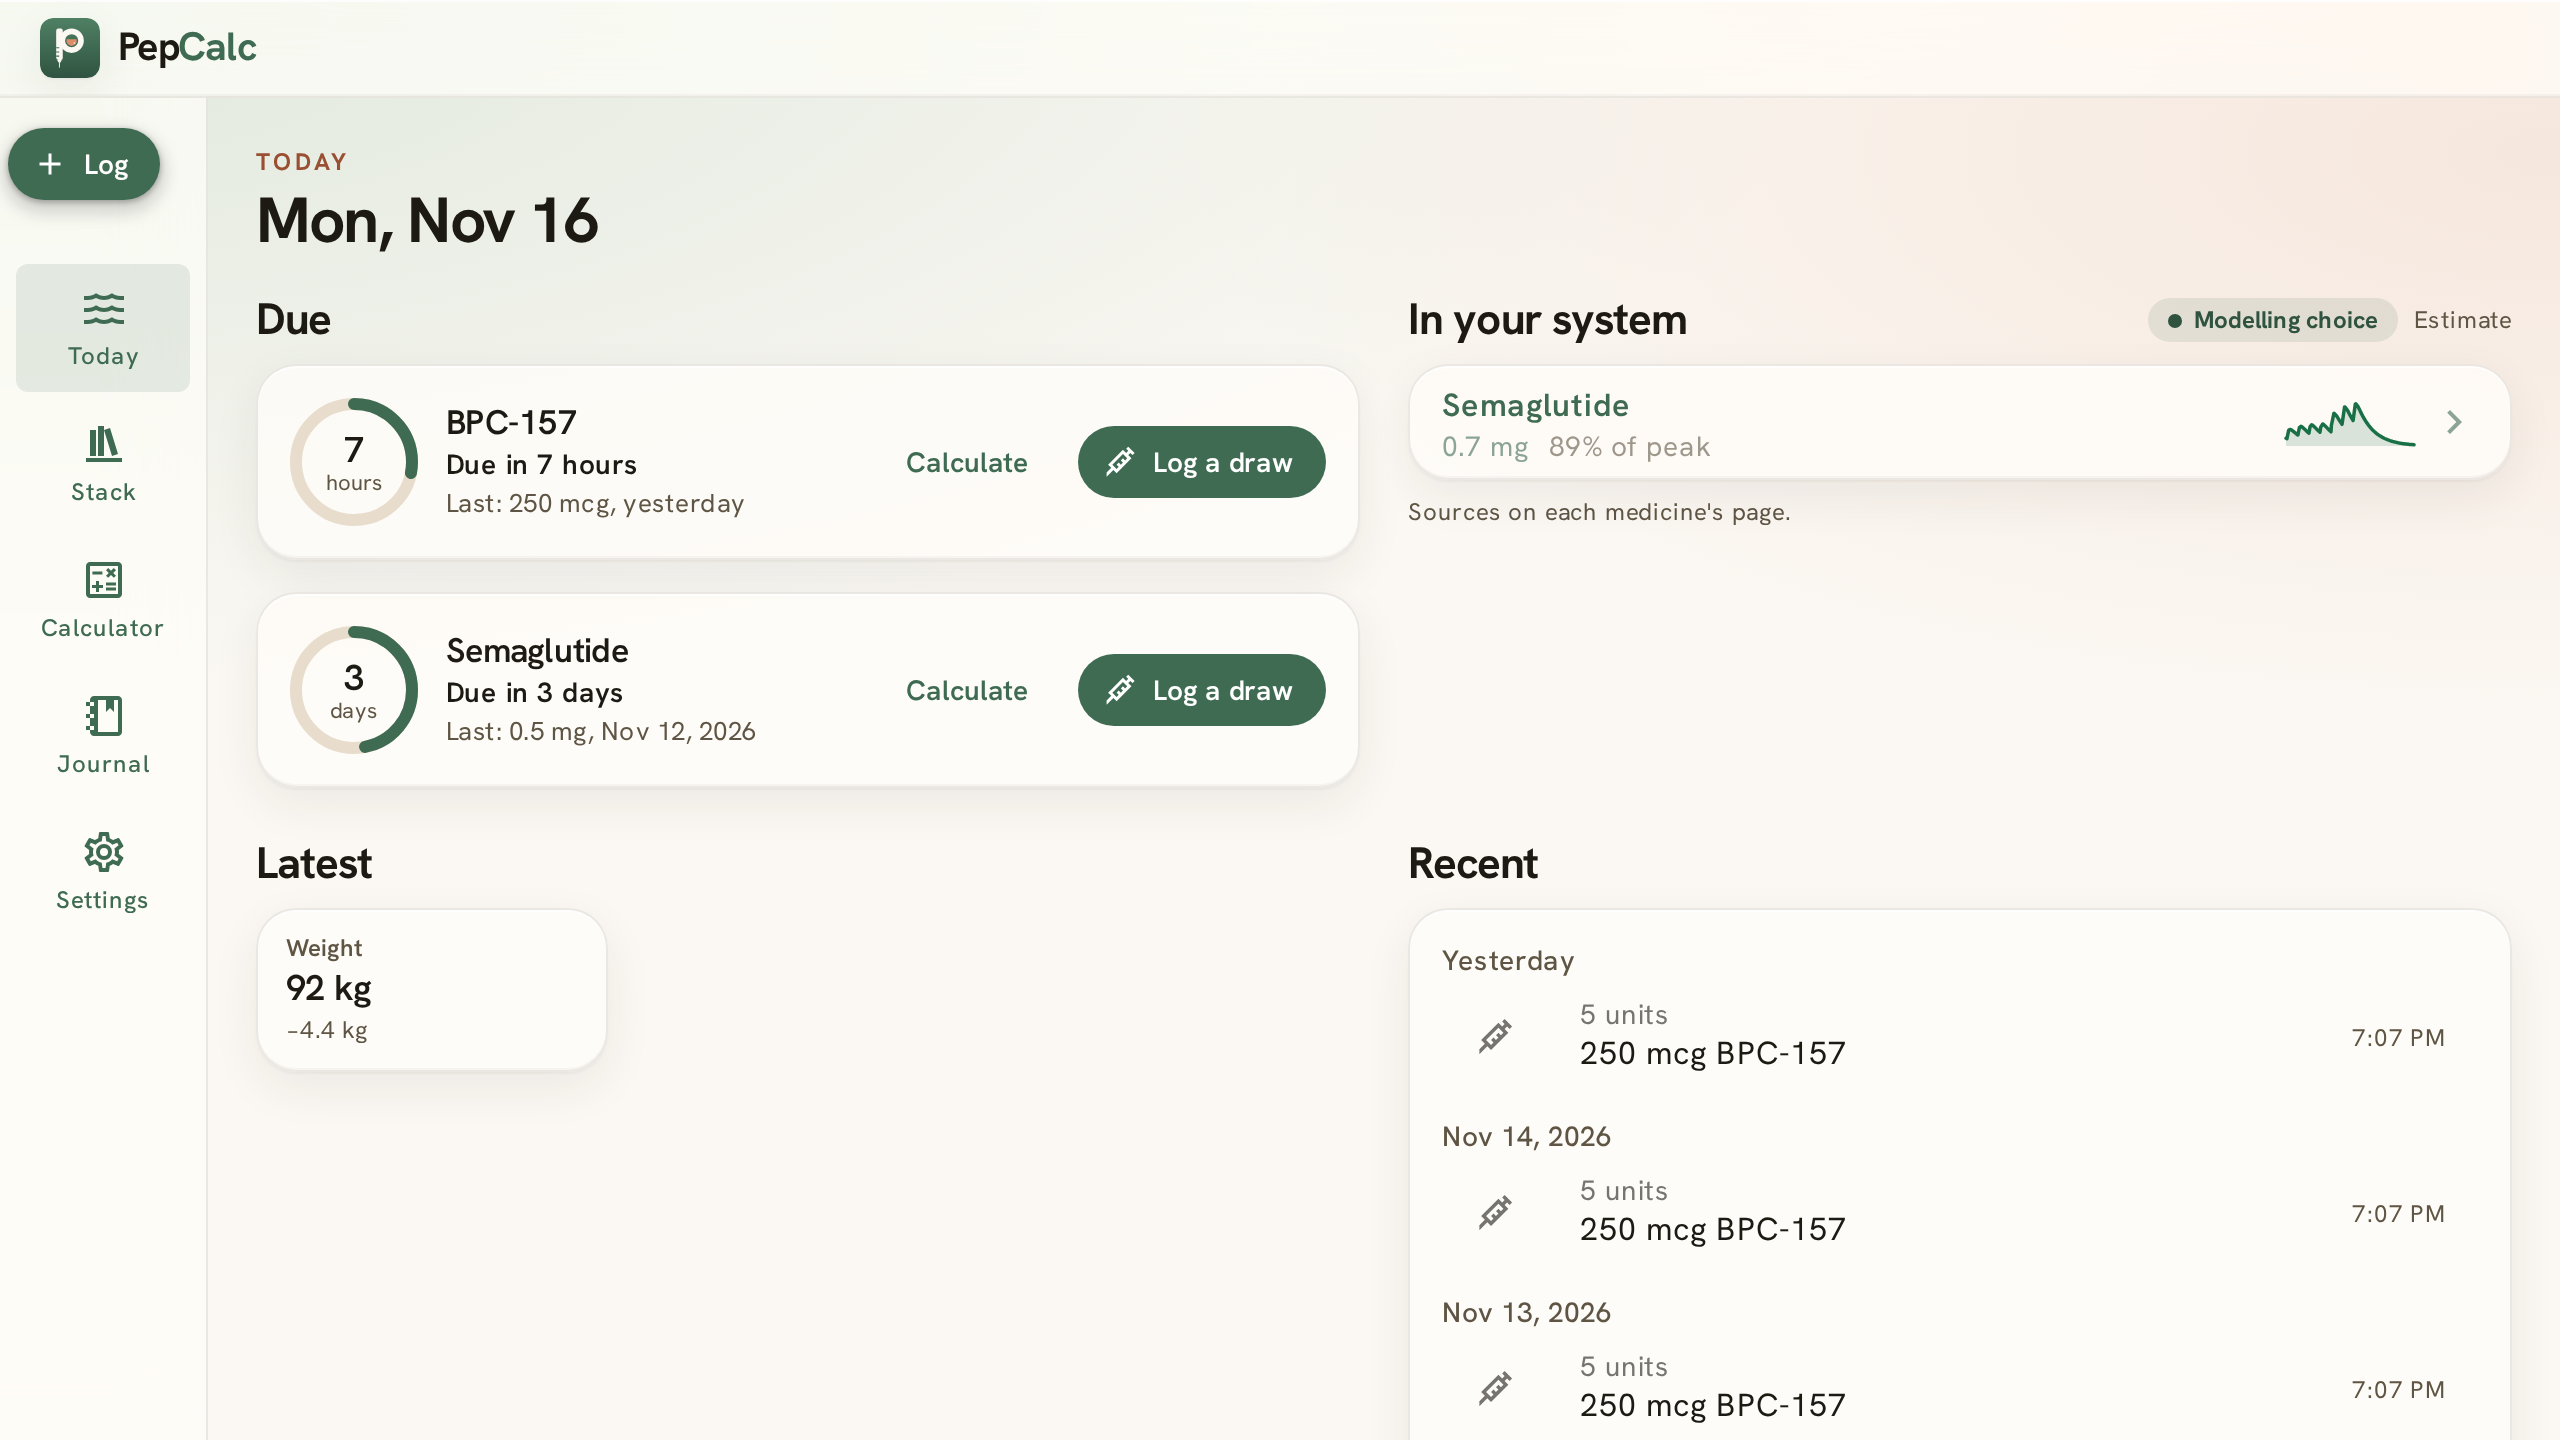 PepCalc
Log
Today
Stack
Calculator
Journal
Settings
TODAY
Mon, Nov 16
Due
7
hours
BPC-157
Due in 7 hours
Last: 250 mcg, yesterday
Calculate
Log a draw
3
days
Semaglutide
Due in 3 days
Last: 0.5 mg, Nov 12, 2026
Calculate
Log a draw
In your system
Modelling choice
Estimate
Semaglutide
0.7 mg 89% of peak
Sources on each medicine's page.
Latest
Weight
92 kg
−4.4 kg
Recent
Yesterday
5 units
250 mcg BPC-157
7:07 PM
Nov 14, 2026
5 units
250 mcg BPC-157
7:07 PM
Nov 13, 2026
5 units
250 mcg BPC-157
7:07 PM